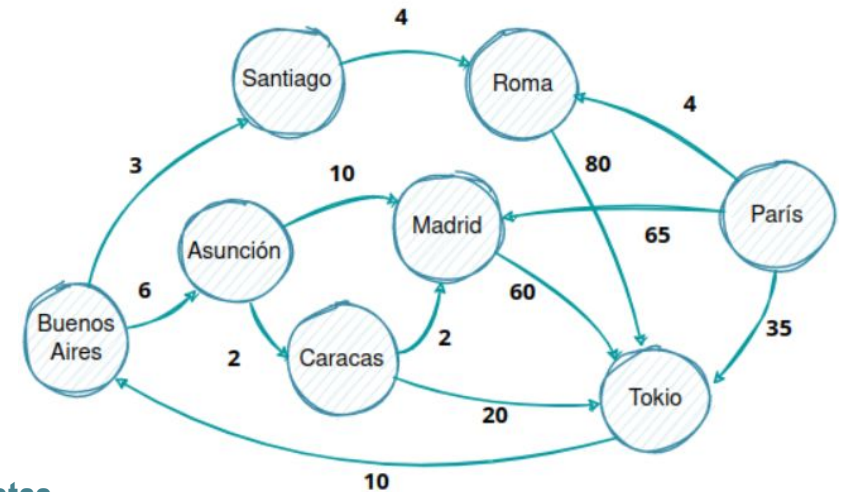 4
Santiago
Roma
4
3
10
80
Asunción
Madrid
París
65
6
60
Buenos
Aires
2
Caracas
2
35
20
Tokio
10